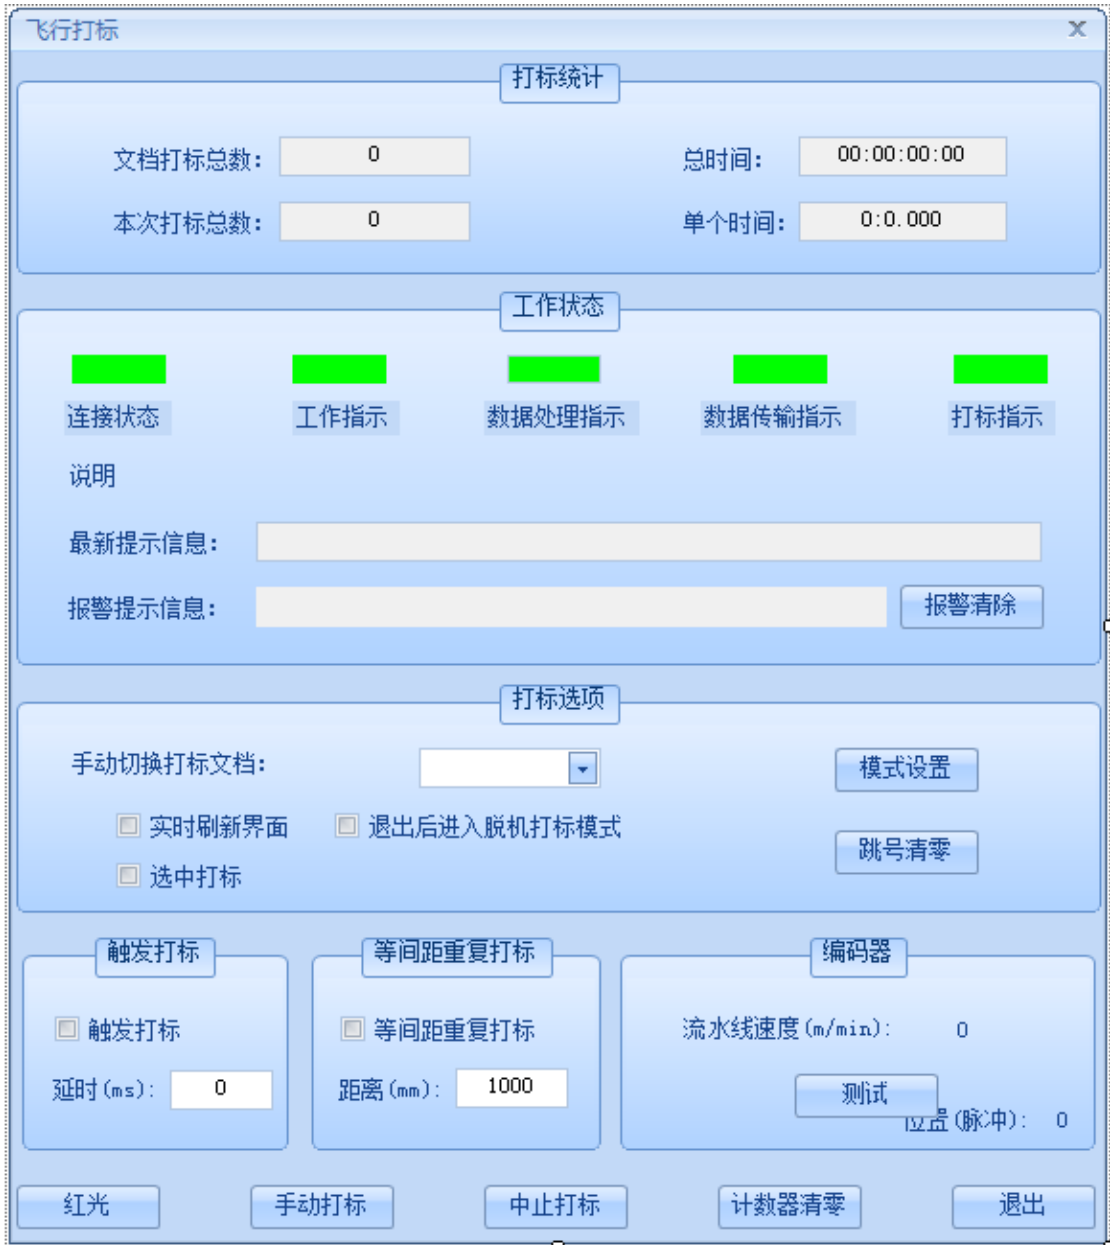 飞行打标 X
打标统计
文档打标总数: 0 总时间: 00:00:00:00
本次打标总数: 0 单个时间: 0:0.000
工作状态
连接状态 工作指示 数据处理指示 数据传输指示 打标指示
说明
最新提示信息:
报警提示信息: 报警清除
打标选项
手动切换打标文档: 模式设置
实时刷新界面 退出后进入脱机打标模式
跳号清零
选中打标
触发打标 等间距重复打标 编码器
触发打标 等间距重复打标 流水线速度(m/min): 0
延时(ms): 0 距离(mm): 1000 测试
位置(脉冲): 0
红光 手动打标 中止打标 计数器清零 退出